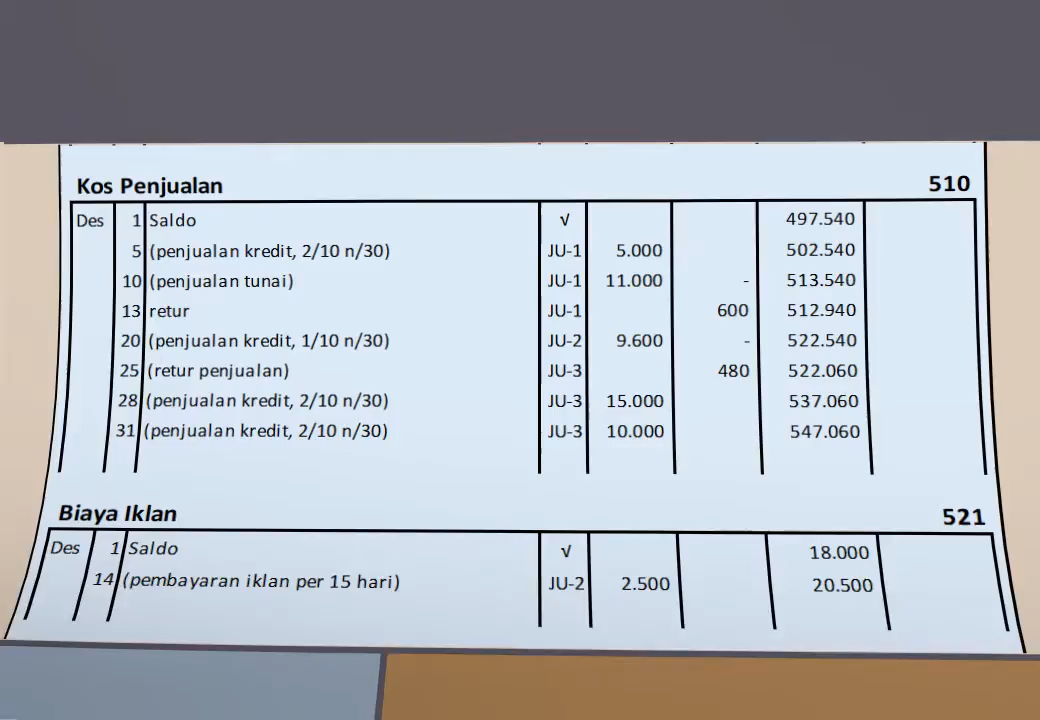 Kos Penjualan 510
Des 1 Saldo √ 497.540
5 (penjualan kredit, 2/10 n/30) JU-1 5.000 502.540
10 (penjualan tunai) JU-1 11.000 - 513.540
13 retur JU-1 600 512.940
20 (penjualan kredit, 1/10 n/30) JU-2 9.600 - 522.540
25 (retur penjualan) JU-3 480 522.060
28 (penjualan kredit, 2/10 n/30) JU-3 15.000 537.060
31 (penjualan kredit, 2/10 n/30) JU-3 10.000 547.060
Biaya Iklan 521
Des 1 Saldo √ 18.000
14 (pembayaran iklan per 15 hari) JU-2 2.500 20.500